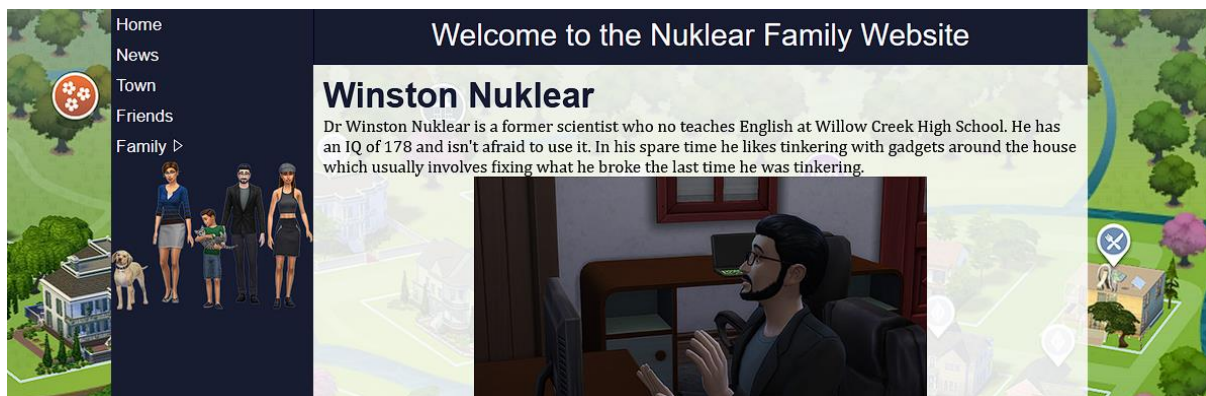 Home
News
Town
Friends
Family ▷
Welcome to the Nuklear Family Website
Winston Nuklear
Dr Winston Nuklear is a former scientist who no teaches English at Willow Creek High School. He has
an IQ of 178 and isn't afraid to use it. In his spare time he likes tinkering with gadgets around the house
which usually involves fixing what he broke the last time he was tinkering.